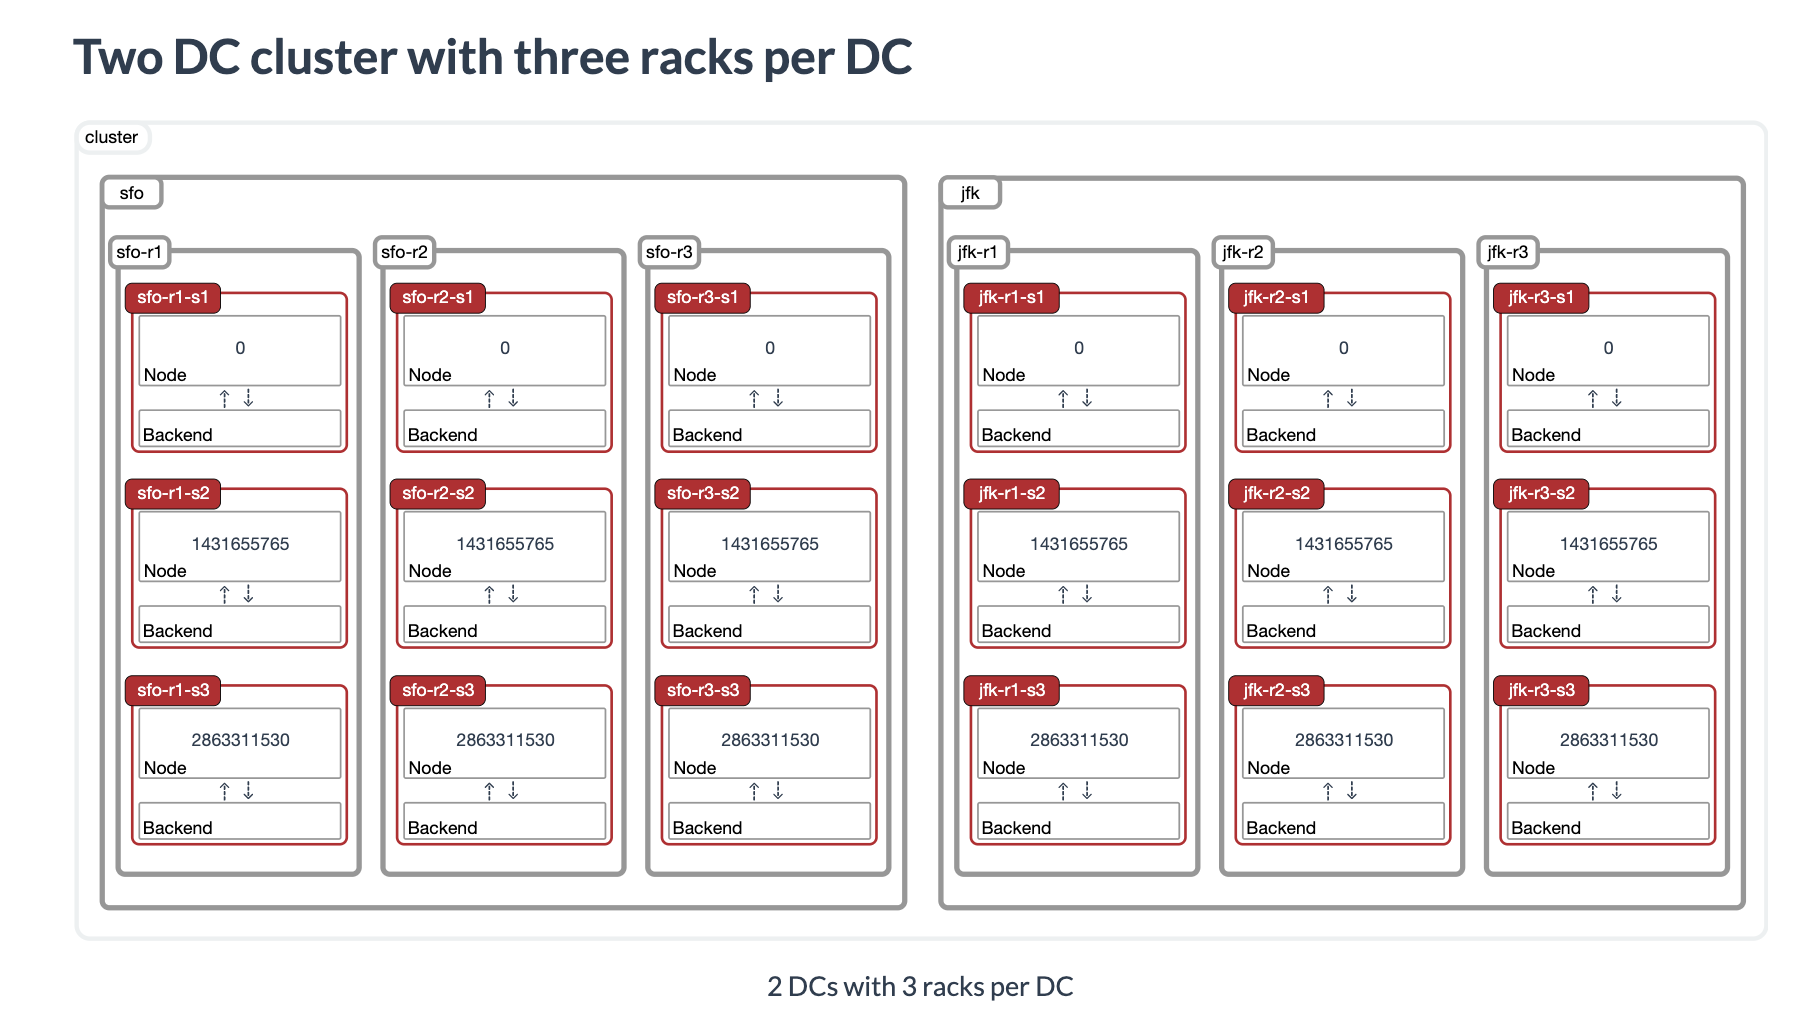 Two DC cluster with three racks per DC
cluster
sfo
sfo-r1
sfo-r1-s1
0
Node
Backend
sfo-r1-s2
1431655765
Node
Backend
sfo-r1-s3
2863311530
Node
Backend
sfo-r2
sfo-r2-s1
0
Node
Backend
sfo-r2-s2
1431655765
Node
Backend
sfo-r2-s3
2863311530
Node
Backend
sfo-r3
sfo-r3-s1
0
Node
Backend
sfo-r3-s2
1431655765
Node
Backend
sfo-r3-s3
2863311530
Node
Backend
jfk
jfk-r1
jfk-r1-s1
0
Node
Backend
jfk-r1-s2
1431655765
Node
Backend
jfk-r1-s3
2863311530
Node
Backend
jfk-r2
jfk-r2-s1
0
Node
Backend
jfk-r2-s2
1431655765
Node
Backend
jfk-r2-s3
2863311530
Node
Backend
jfk-r3
jfk-r3-s1
0
Node
Backend
jfk-r3-s2
1431655765
Node
Backend
jfk-r3-s3
2863311530
Node
Backend
2 DCs with 3 racks per DC